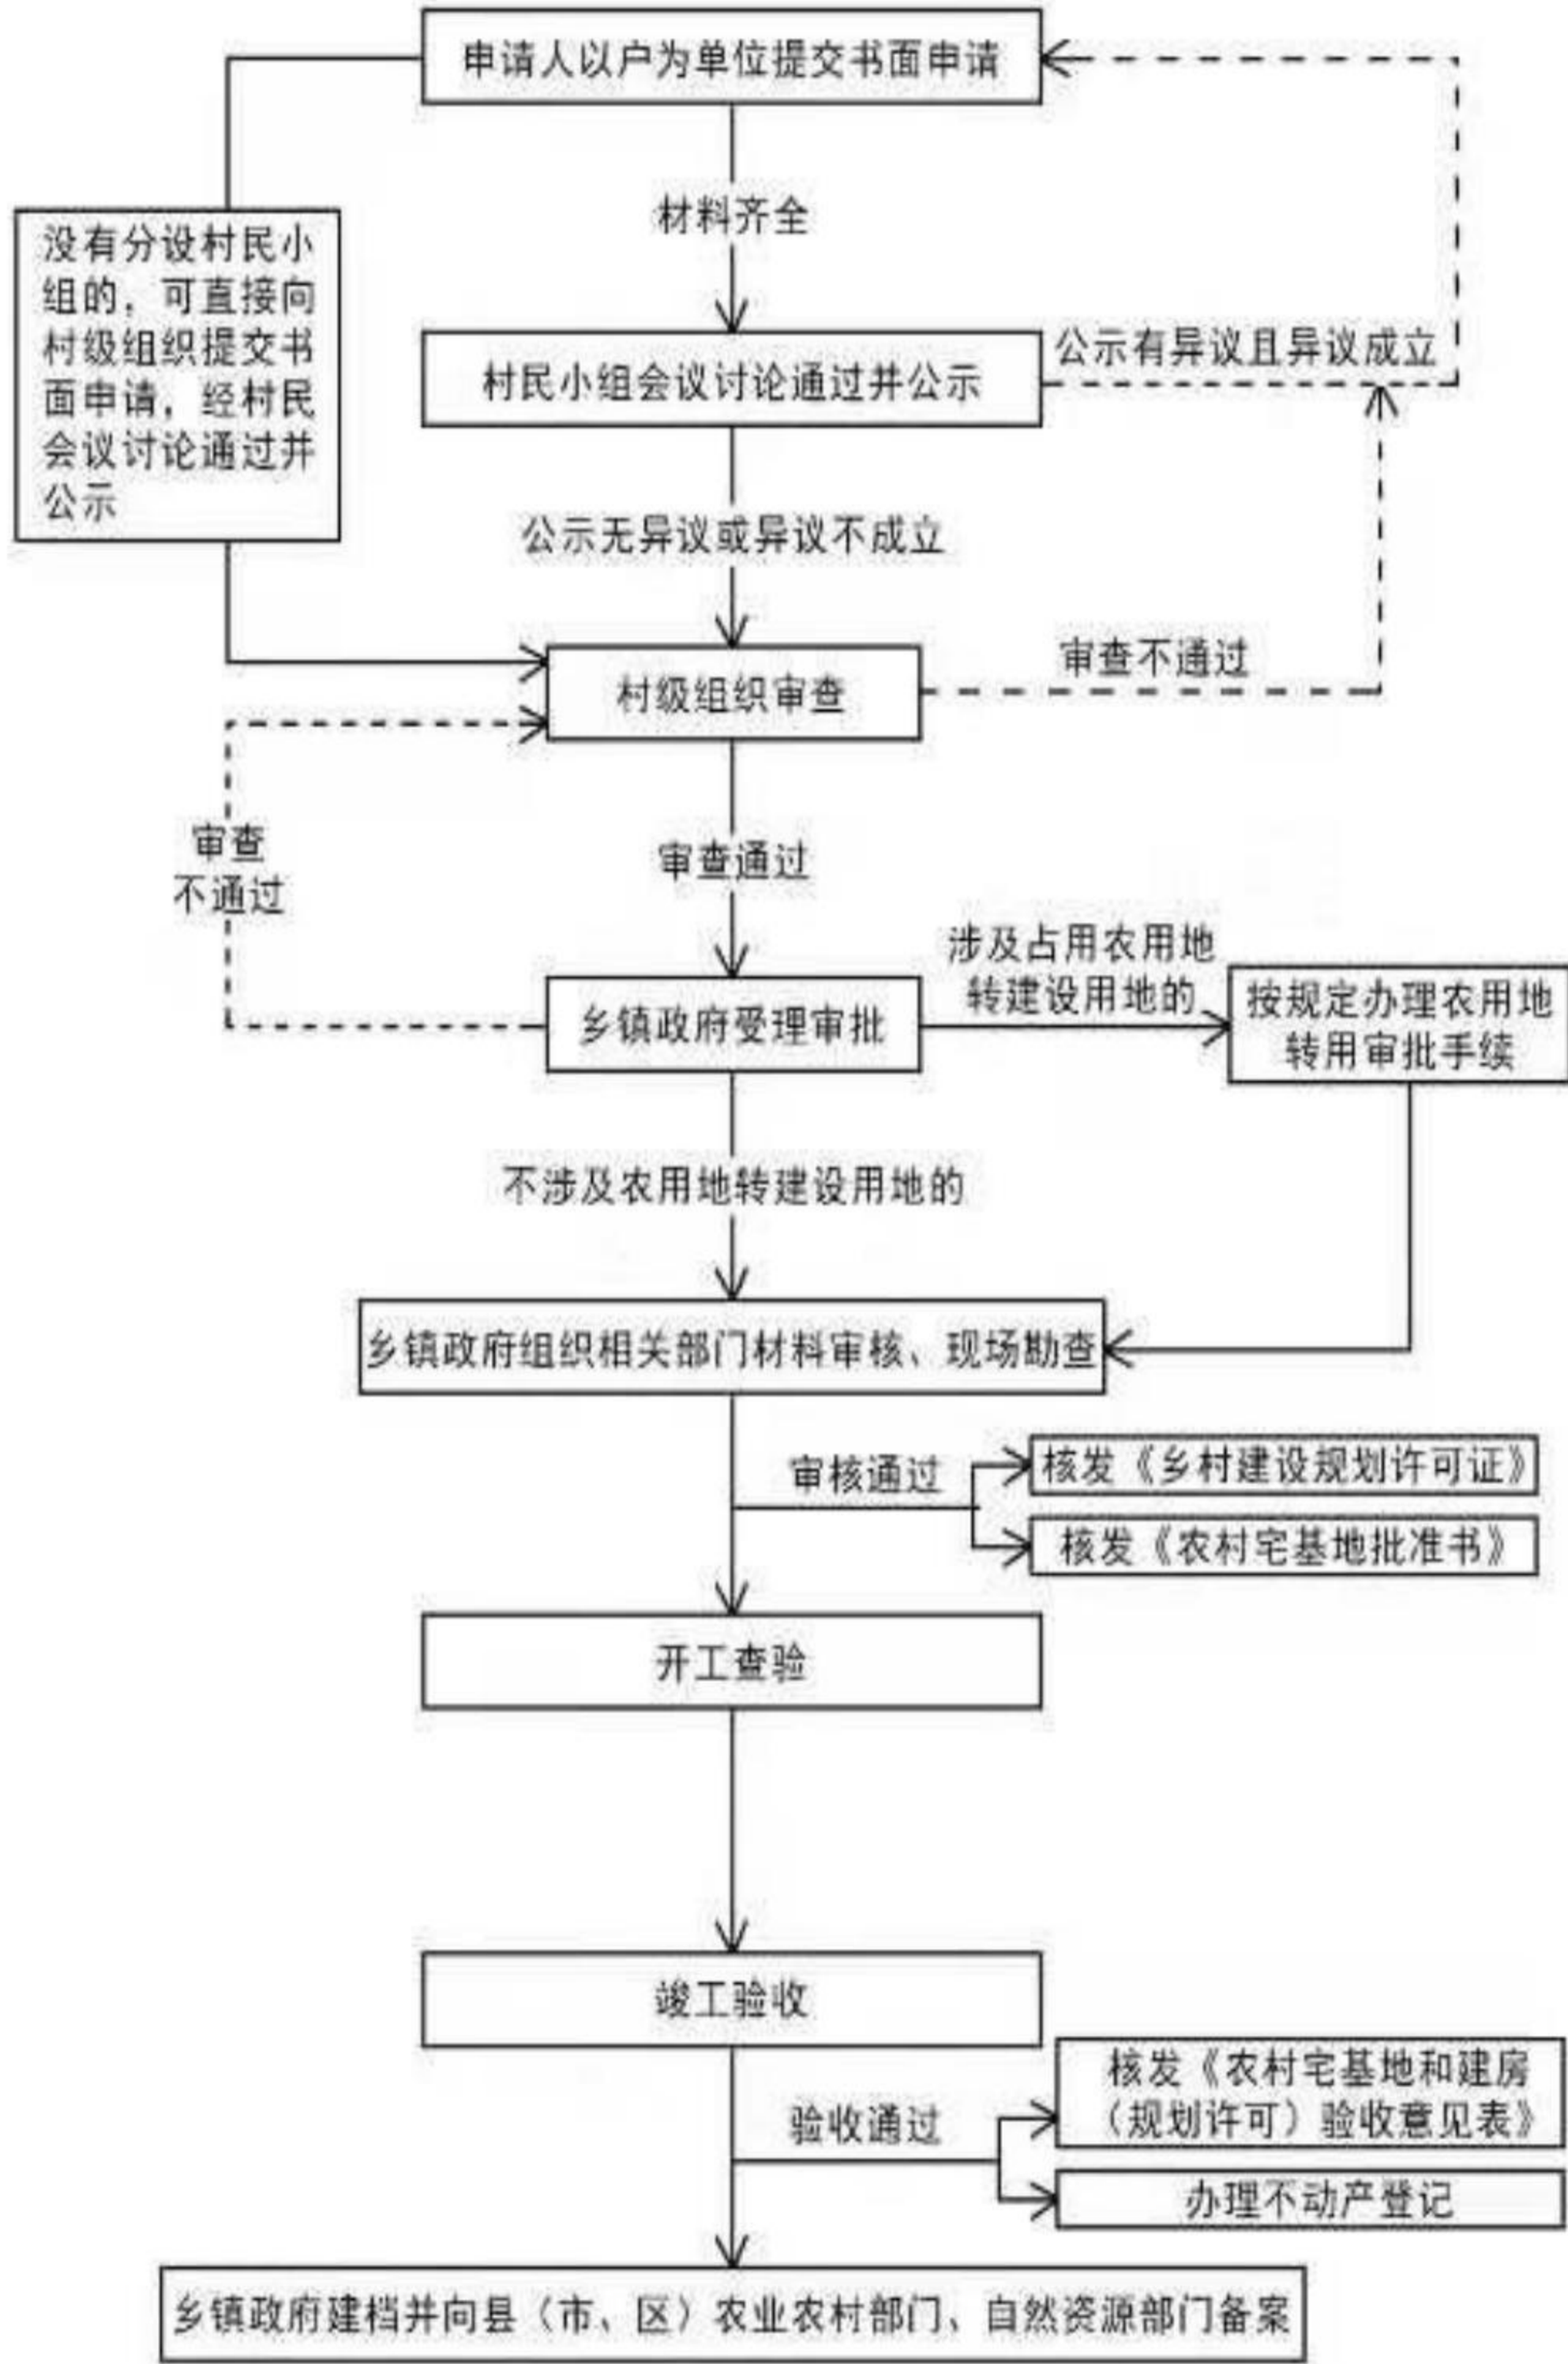 申请人以户为单位提交书面申请
材料齐全
没有分设村民小
组的，可直接向
村级组织提交书
面申请，经村民
会议讨论通过并
公示
村民小组会议讨论通过并公示
公示有异议且异议成立
公示无异议或异议不成立
村级组织审查
审查不通过
审查
不通过
审查通过
乡镇政府受理审批
涉及占用农用地
转建设用地的
按规定办理农用地
转用审批手续
不涉及农用地转建设用地的
乡镇政府组织相关部门材料审核、现场勘查
审核通过
核发《乡村建设规划许可证》
核发《农村宅基地批准书》
开工查验
竣工验收
验收通过
核发《农村宅基地和建房
（规划许可）验收意见表》
办理不动产登记
乡镇政府建档并向县（市、区）农业农村部门、自然资源部门备案